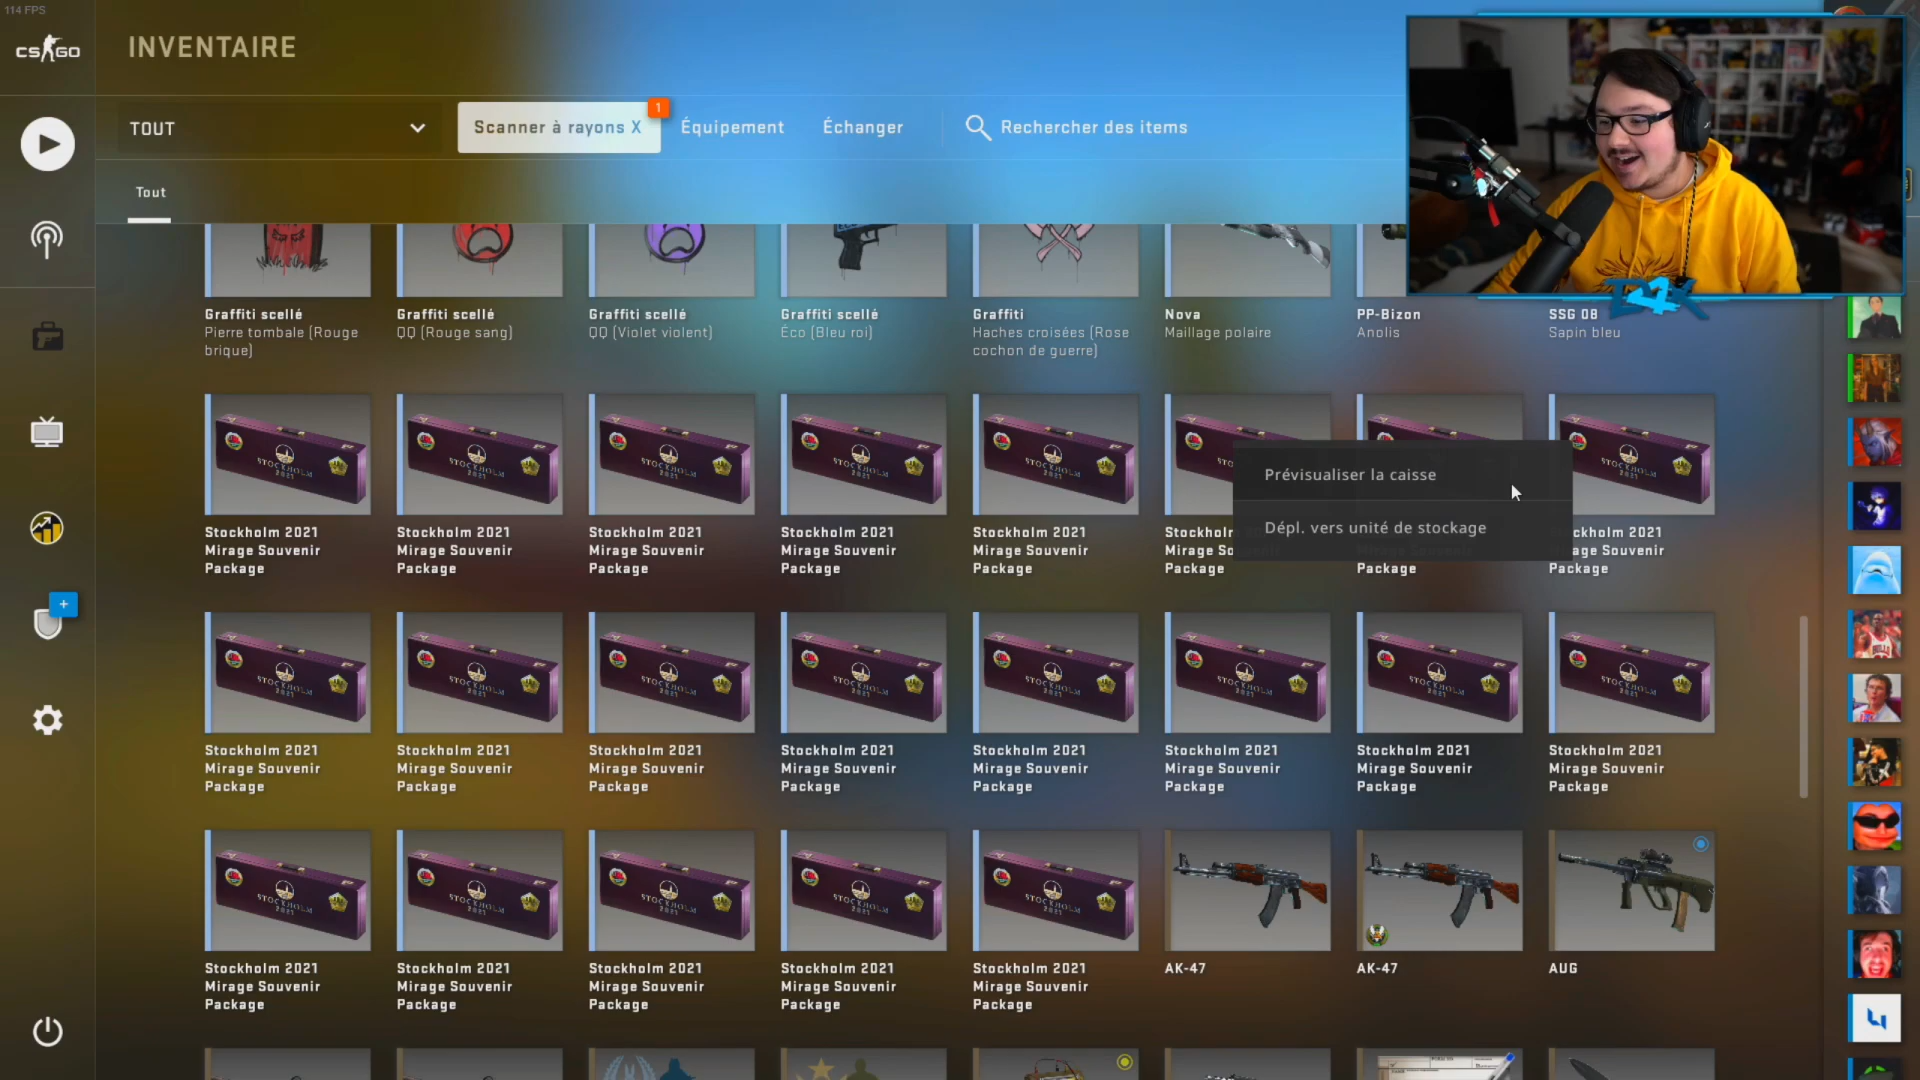 114 FPS
CS GO
INVENTAIRE
TOUT
Scanner à rayons X
1
Équipement
Échanger
Rechercher des items
Tout
Graffiti scellé
Pierre tombale (Rouge
brique)
Graffiti scellé
QQ (Rouge sang)
Graffiti scellé
QQ (Violet violent)
Graffiti scellé
Éco (Bleu roi)
Graffiti
Haches croisées (Rose
cochon de guerre)
Nova
Maillage polaire
PP-Bizon
Anolis
SSG 08
Sapin bleu
Stockholm 2021
Mirage Souvenir
Package
Stockholm 2021
Mirage Souvenir
Package
Stockholm 2021
Mirage Souvenir
Package
Stockholm 2021
Mirage Souvenir
Package
Stockholm 2021
Mirage Souvenir
Package
Stockholm
Mirage So
Package
Prévisualiser la caisse
Dépl. vers unité de stockage
Mirage Souvenir
Package
Stockholm 2021
Mirage Souvenir
Package
Stockholm 2021
Mirage Souvenir
Package
Stockholm 2021
Mirage Souvenir
Package
Stockholm 2021
Mirage Souvenir
Package
Stockholm 2021
Mirage Souvenir
Package
Stockholm 2021
Mirage Souvenir
Package
Stockholm 2021
Mirage Souvenir
Package
Stockholm 2021
Mirage Souvenir
Package
Stockholm 2021
Mirage Souvenir
Package
Stockholm 2021
Mirage Souvenir
Package
Stockholm 2021
Mirage Souvenir
Package
Stockholm 2021
Mirage Souvenir
Package
Stockholm 2021
Mirage Souvenir
Package
Stockholm 2021
Mirage Souvenir
Package
AK-47
AK-47
AUG